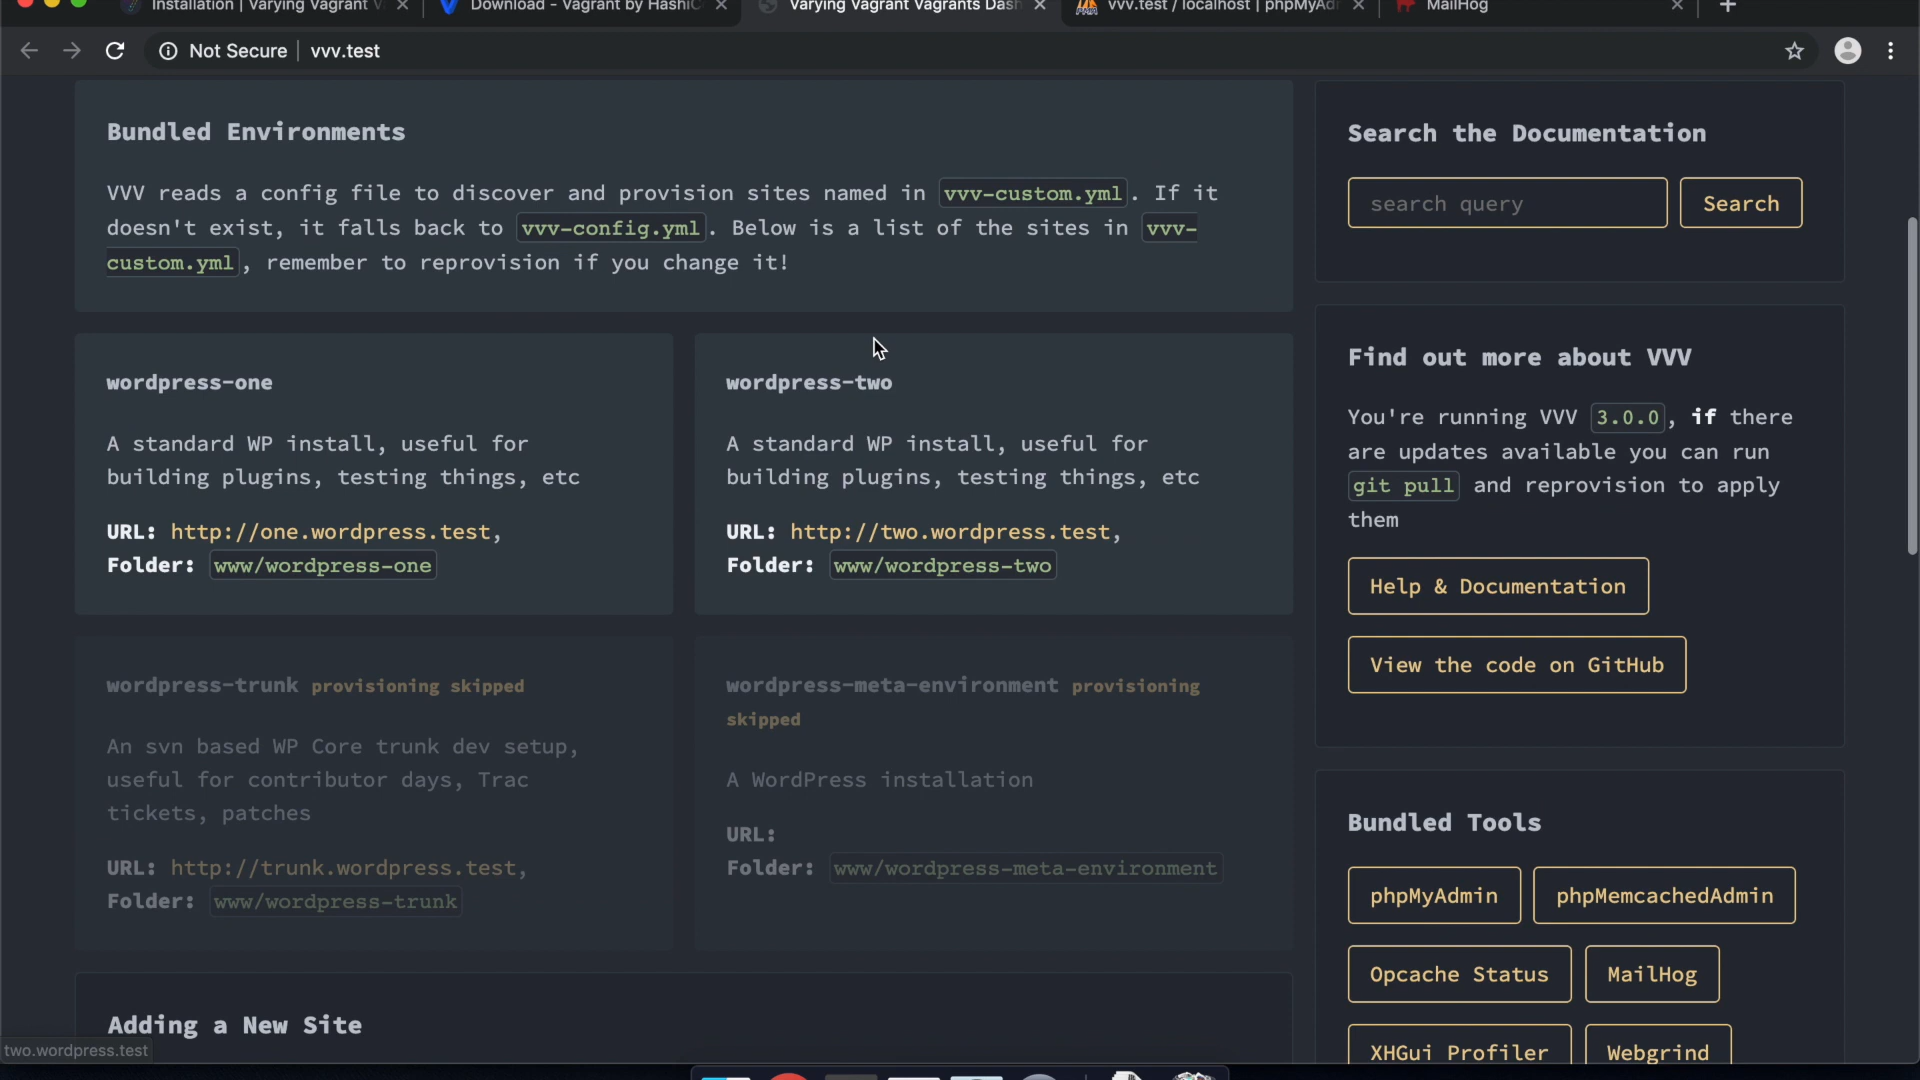 Installation | Varying Vagrant V
Download - Vagrant by HashiC
Varying Vagrant Vagrants Dash
vvv.test / localhost | phpMyAdm
MailHog
Not Secure | vvv.test
Bundled Environments
VVV reads a config file to discover and provision sites named in vvv-custom.yml. If it
doesn't exist, it falls back to vvv-config.yml. Below is a list of the sites in vvv-
custom.yml, remember to reprovision if you change it!
wordpress-one
A standard WP install, useful for
building plugins, testing things, etc
URL: http://one.wordpress.test,
Folder: www/wordpress-one
wordpress-two
A standard WP install, useful for
building plugins, testing things, etc
URL: http://two.wordpress.test,
Folder: www/wordpress-two
wordpress-trunk provisioning skipped
An svn based WP Core trunk dev setup,
useful for contributor days, Trac
tickets, patches
URL: http://trunk.wordpress.test,
Folder: www/wordpress-trunk
wordpress-meta-environment provisioning
skipped
A WordPress installation
URL:
Folder: www/wordpress-meta-environment
Adding a New Site
two.wordpress.test
Search the Documentation
search query
Search
Find out more about VVV
You're running VVV 3.0.0, if there
are updates available you can run
git pull and reprovision to apply
them
Help & Documentation
View the code on GitHub
Bundled Tools
phpMyAdmin
phpMemcachedAdmin
Opcache Status
MailHog
XHGui Profiler
Webgrind